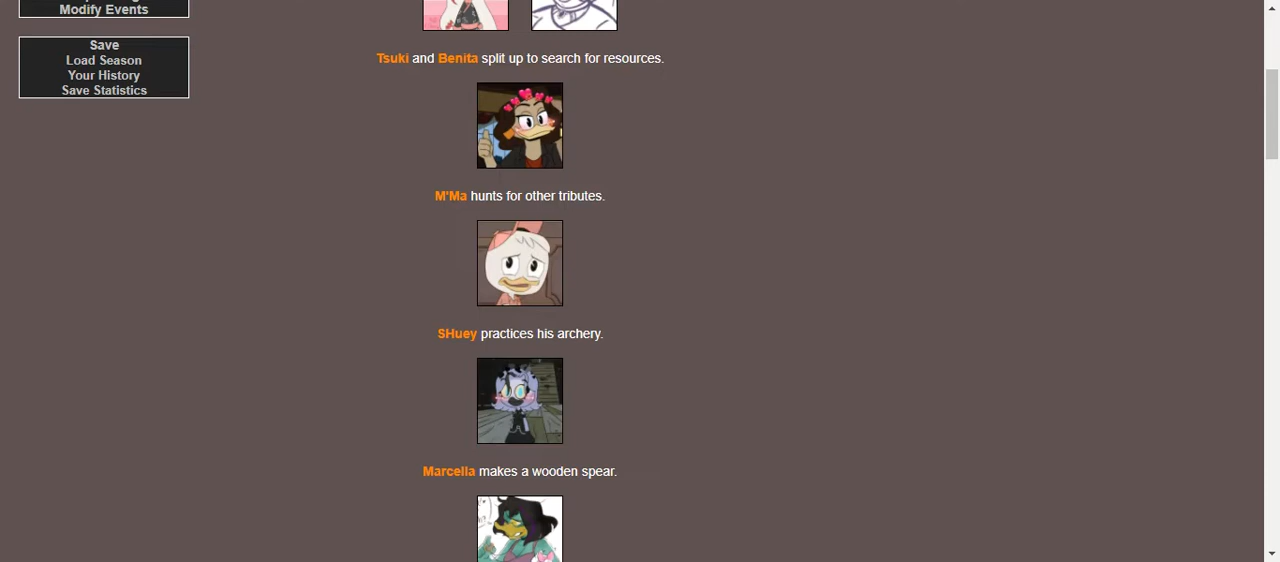 Modify Events
Save
Load Season
Your History
Save Statistics
Tsuki and Benita split up to search for resources.
M'Ma hunts for other tributes.
SHuey practices his archery.
Marcella makes a wooden spear.